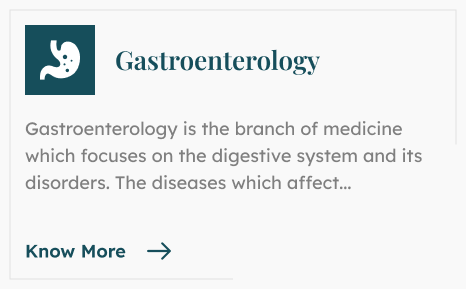 Gastroenterology
Gastroenterology is the branch of medicine
which focuses on the digestive system and its
disorders. The diseases which affect...
Know More